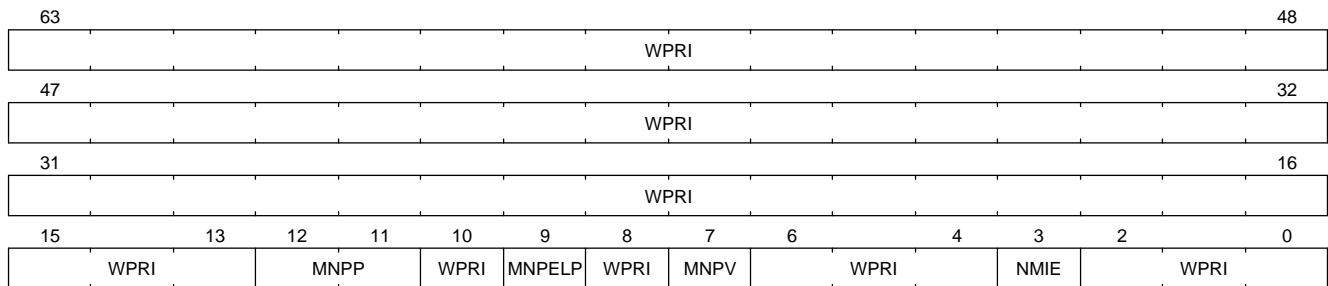 63 48
WPRI
47 32
WPRI
31 16
WPRI
15 13 12 11 10 9 8 7 6 4 3 2 0
WPRI MNPP WPRI MNPELP WPRI MNPV WPRI NMIE WPRI